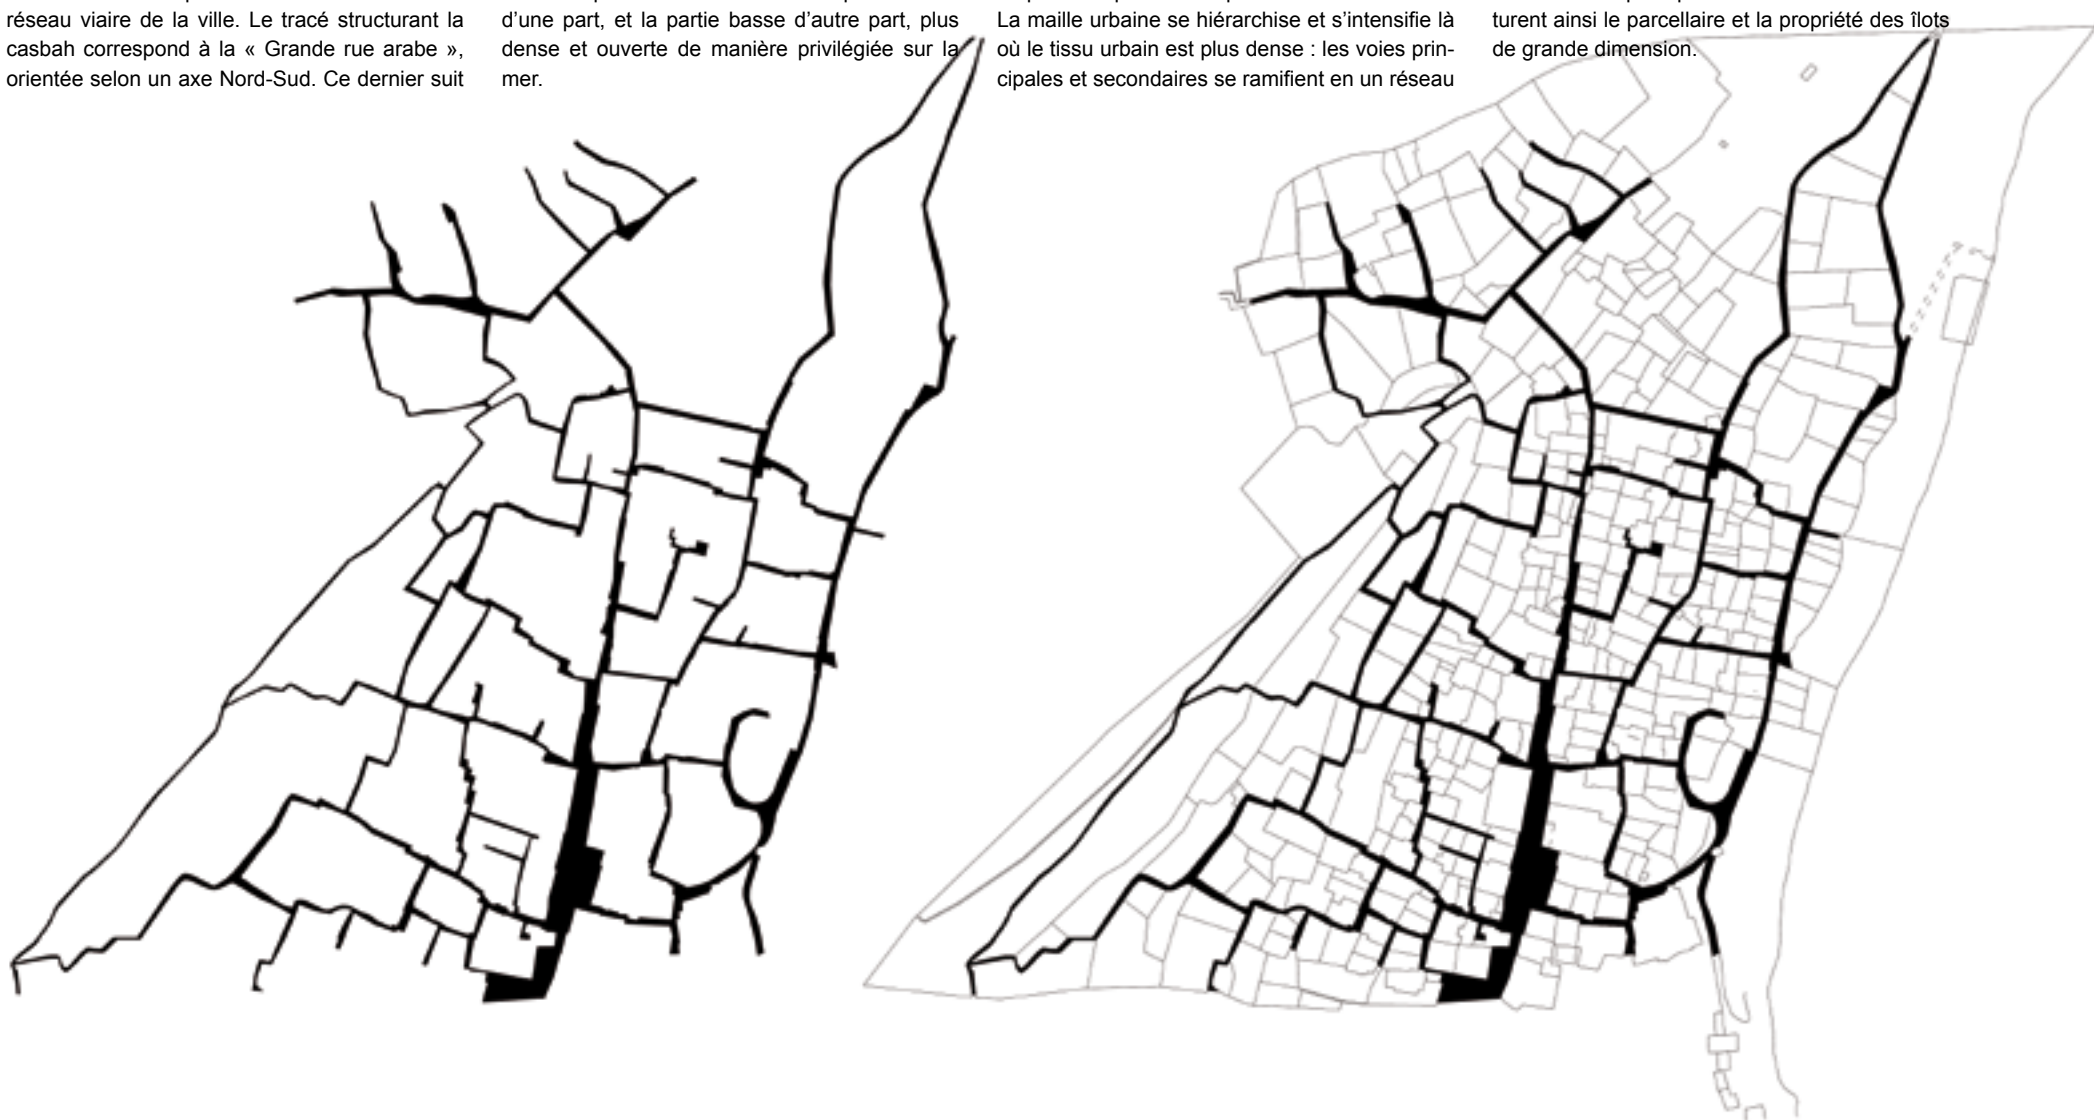 réseau viaire de la ville. Le tracé structurant la
casbah correspond à la « Grande rue arabe »,
orientée selon un axe Nord-Sud. Ce dernier suit
d’une part, et la partie basse d’autre part, plus
dense et ouverte de manière privilégiée sur la
mer.
La maille urbaine se hiérarchise et s’intensifie là
où le tissu urbain est plus dense : les voies prin-
cipales et secondaires se ramifient en un réseau
turent ainsi le parcellaire et la propriété des îlots
de grande dimension.